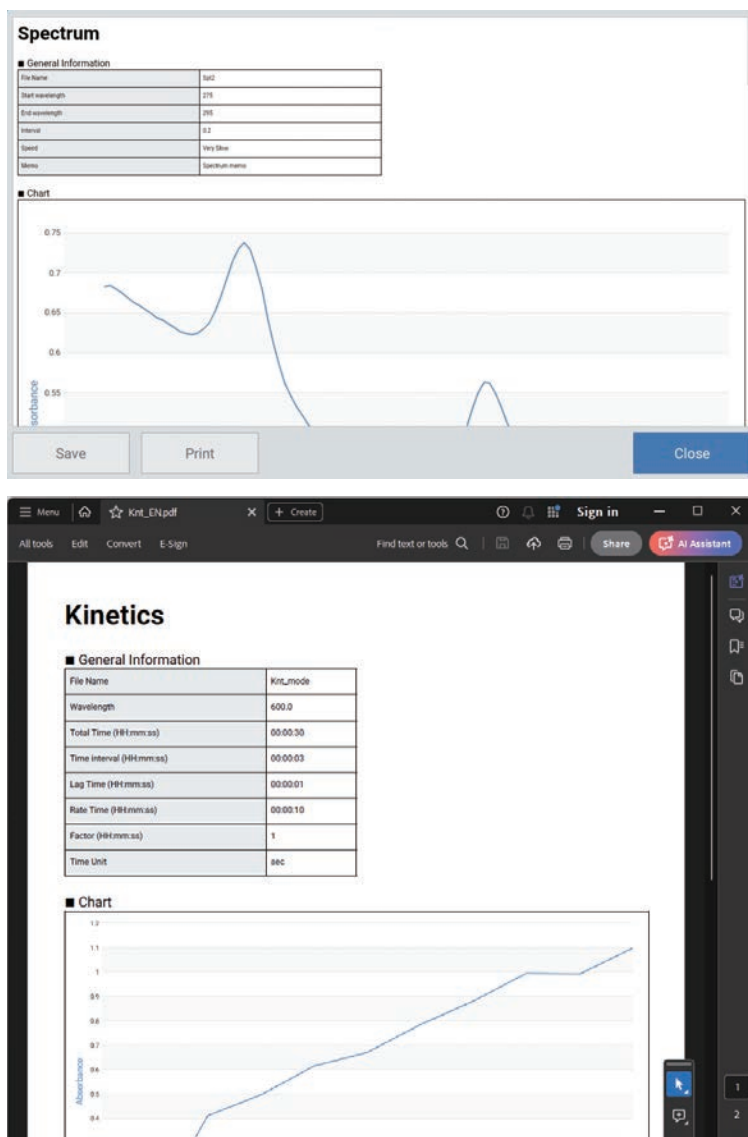 Spectrum
■ General Information
File Name Spt2
Start wavelength 275
End wavelength 295
Interval 0.2
Speed Very Slow
Memo Spectrum memo
■ Chart
0.75
0.7
0.65
0.6
0.55
sorbance
Save Print Close
Menu Knt_EN.pdf + Create Sign in
All tools Edit Convert E-Sign Find text or tools Share AI Assistant
Kinetics
■ General Information
File Name Knt_mode
Wavelength 600.0
Total Time (HH:mm:ss) 00:00:30
Time interval (HH:mm:ss) 00:00:03
Lag Time (HH:mm:ss) 00:00:01
Rate Time (HH:mm:ss) 00:00:10
Factor (HH:mm:ss) 1
Time Unit sec
■ Chart
1.2
1.1
1
0.9
0.8
0.7
0.6
0.5
0.4
Absorbance
1
2